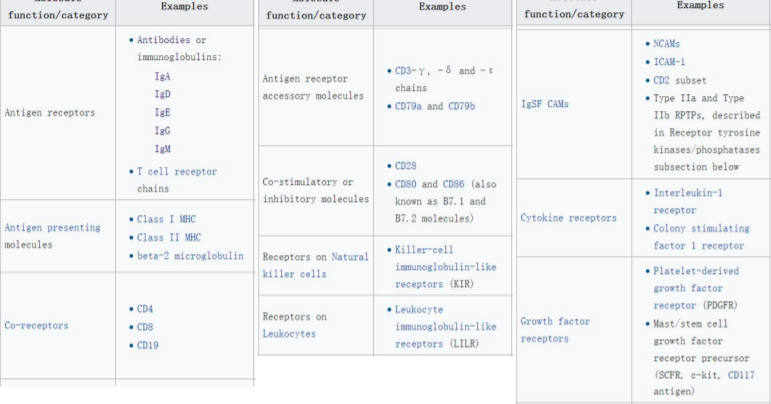 function/category
Examples
Antigen receptors
• Antibodies or
immunoglobulins:
IgA
IgD
IgE
IgG
IgM
• T cell receptor
chains
Antigen presenting
molecules
• Class I MHC
• Class II MHC
• beta-2 microglobulin
Co-receptors
• CD4
• CD8
• CD19
function/category
Examples
Antigen receptor
accessory molecules
• CD3-γ, -δ and -ε
chains
• CD79a and CD79b
Co-stimulatory or
inhibitory molecules
• CD28
• CD80 and CD86 (also
known as B7.1 and
B7.2 molecules)
Receptors on Natural
killer cells
• Killer-cell
immunoglobulin-like
receptors (KIR)
Receptors on
Leukocytes
• Leukocyte
immunoglobulin-like
receptors (LILR)
function/category
Examples
IgSF CAMs
• NCAMs
• ICAM-1
• CD2 subset
• Type IIa and Type
IIb RPTPs, described
in Receptor tyrosine
kinases/phosphatases
subsection below
Cytokine receptors
• Interleukin-1
receptor
• Colony stimulating
factor 1 receptor
Growth factor
receptors
• Platelet-derived
growth factor
receptor (PDGFR)
• Mast/stem cell
growth factor
receptor precursor
(SCFR, c-kit, CD117
antigen)